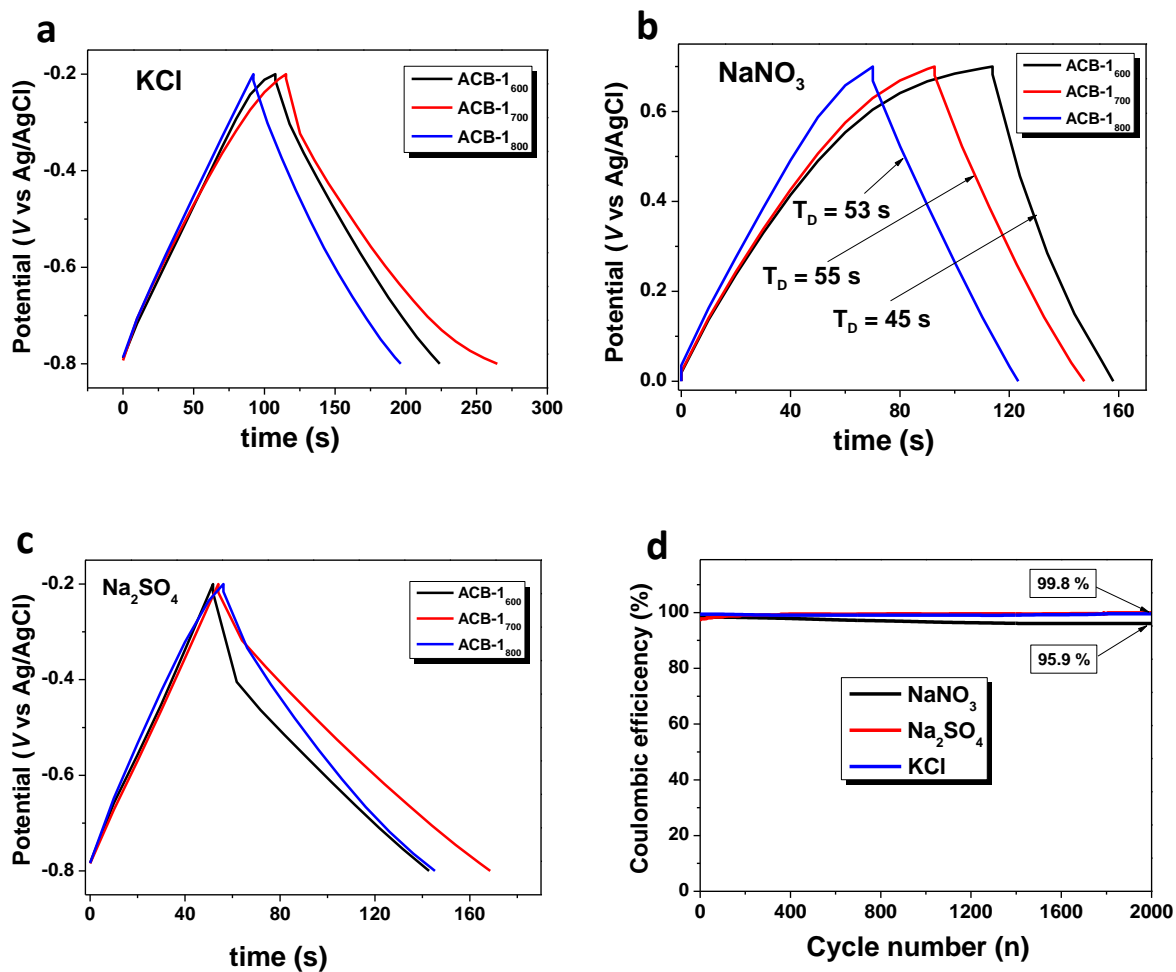 a
KCl
ACB-1₆₀₀
ACB-1₇₀₀
ACB-1₈₀₀
-0.2
-0.4
-0.6
-0.8
Potential (V vs Ag/AgCl)
0 50 100 150 200 250 300
time (s)
b
NaNO₃
ACB-1₆₀₀
ACB-1₇₀₀
ACB-1₈₀₀
0.6
0.4
0.2
0.0
Potential (V vs Ag/AgCl)
T_D = 53 s
T_D = 55 s
T_D = 45 s
0 40 80 120 160
time (s)
c
Na₂SO₄
ACB-1₆₀₀
ACB-1₇₀₀
ACB-1₈₀₀
-0.2
-0.4
-0.6
-0.8
Potential (V vs Ag/AgCl)
0 40 80 120 160
time (s)
d
120
100
80
60
40
20
0
Coulombic efficicency (%)
99.8 %
95.9 %
NaNO₃
Na₂SO₄
KCl
0 400 800 1200 1600 2000
Cycle number (n)